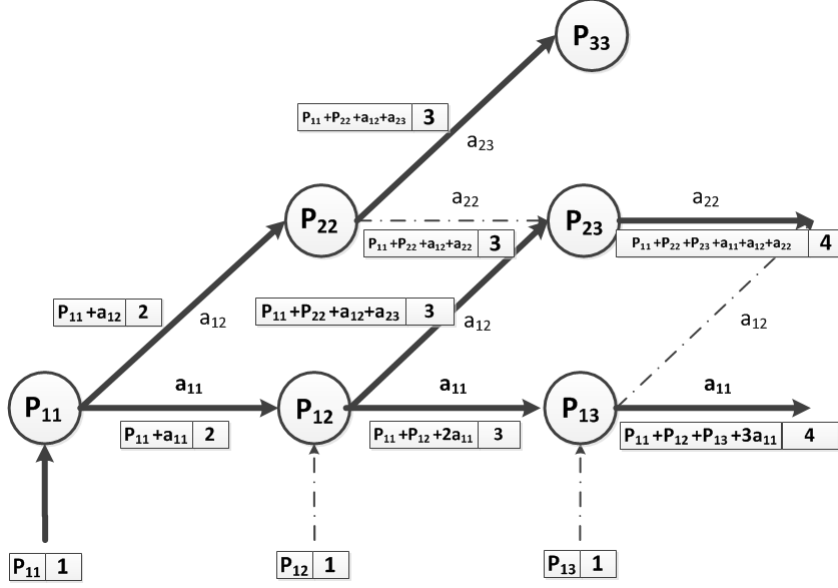 P33
P11 +P22 +a12+a23 3
a23
a22
a22
P22
P23
P11 +P22 +a12+a22 3
P11 +P22 +P23 +a11+a12 +a22 4
P11 +a12 2
a12
P11 +P22 +a12+a23 3
a12
a12
a11
a11
a11
P11
P12
P13
P11 +a11 2
P11 +P12 +2a11 3
P11 +P12 +P13 +3a11 4
P11 1
P12 1
P13 1